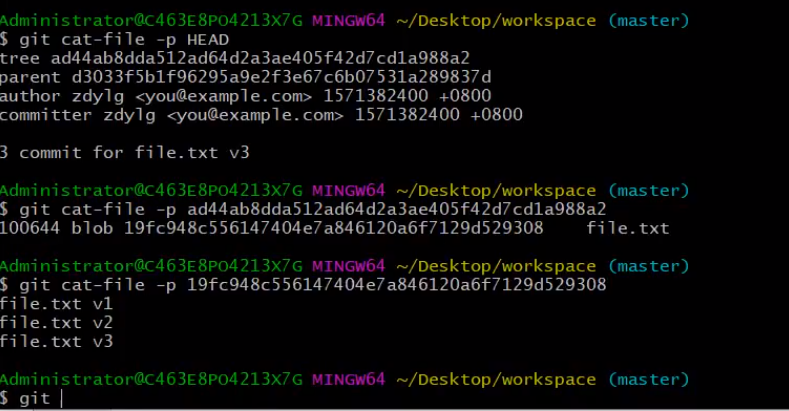 Administrator@C463E8PO4213X7G MINGW64 ~/Desktop/workspace (master)
$ git cat-file -p HEAD
tree ad44ab8dda512ad64d2a3ae405f42d7cd1a988a2
parent d3033f5b1f96295a9e2f3e67c6b07531a289837d
author zdylg <you@example.com> 1571382400 +0800
committer zdylg <you@example.com> 1571382400 +0800
3 commit for file.txt v3
Administrator@C463E8PO4213X7G MINGW64 ~/Desktop/workspace (master)
$ git cat-file -p ad44ab8dda512ad64d2a3ae405f42d7cd1a988a2
100644 blob 19fc948c556147404e7a846120a6f7129d529308    file.txt
Administrator@C463E8PO4213X7G MINGW64 ~/Desktop/workspace (master)
$ git cat-file -p 19fc948c556147404e7a846120a6f7129d529308
file.txt v1
file.txt v2
file.txt v3
Administrator@C463E8PO4213X7G MINGW64 ~/Desktop/workspace (master)
$ git